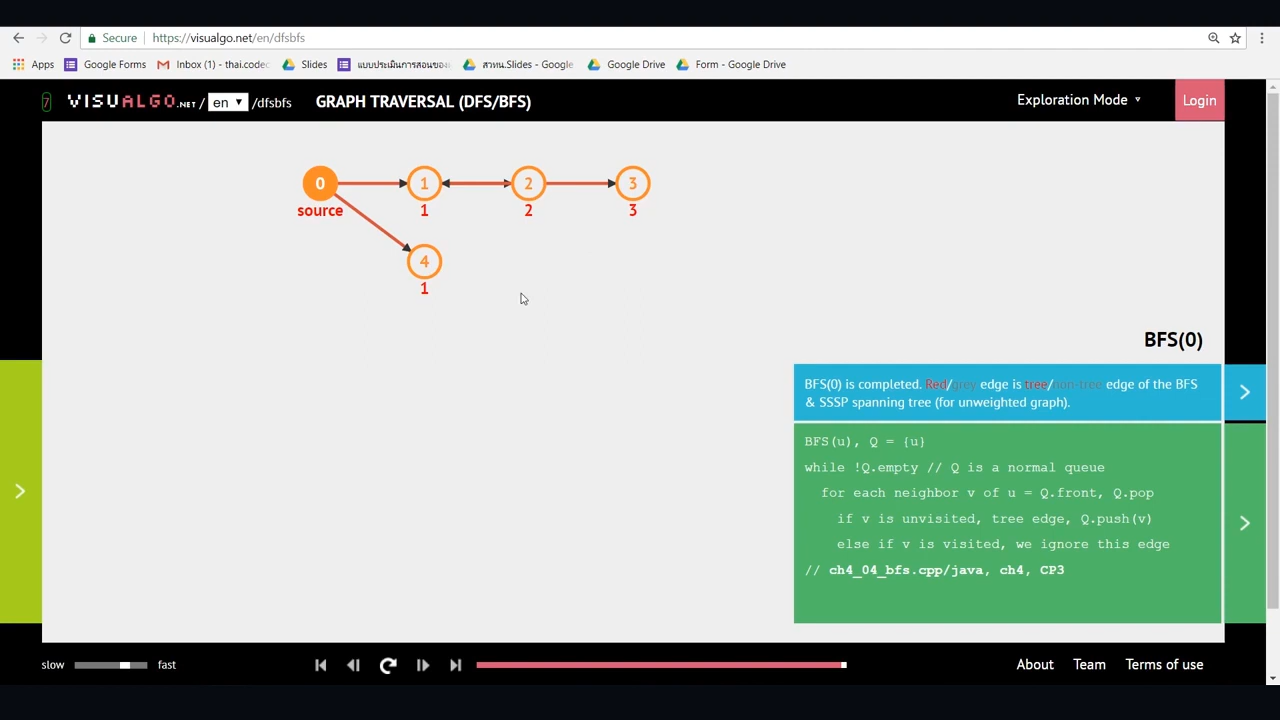 Secure https://visualgo.net/en/dfsbfs
Apps Google Forms Inbox (1) - thai.codec Slides แบบประเมินการสอนของ สวทน.Slides - Google Google Drive Form - Google Drive
7 VISUALGO.NET / en /dfsbfs GRAPH TRAVERSAL (DFS/BFS) Exploration Mode Login
0 1 2 3
source 1 2 3
4
1
BFS(0)
BFS(0) is completed. Red/grey edge is tree/non-tree edge of the BFS
& SSSP spanning tree (for unweighted graph).
BFS(u), Q = {u}
while !Q.empty // Q is a normal queue
for each neighbor v of u = Q.front, Q.pop
if v is unvisited, tree edge, Q.push(v)
else if v is visited, we ignore this edge
// ch4_04_bfs.cpp/java, ch4, CP3
slow fast About Team Terms of use